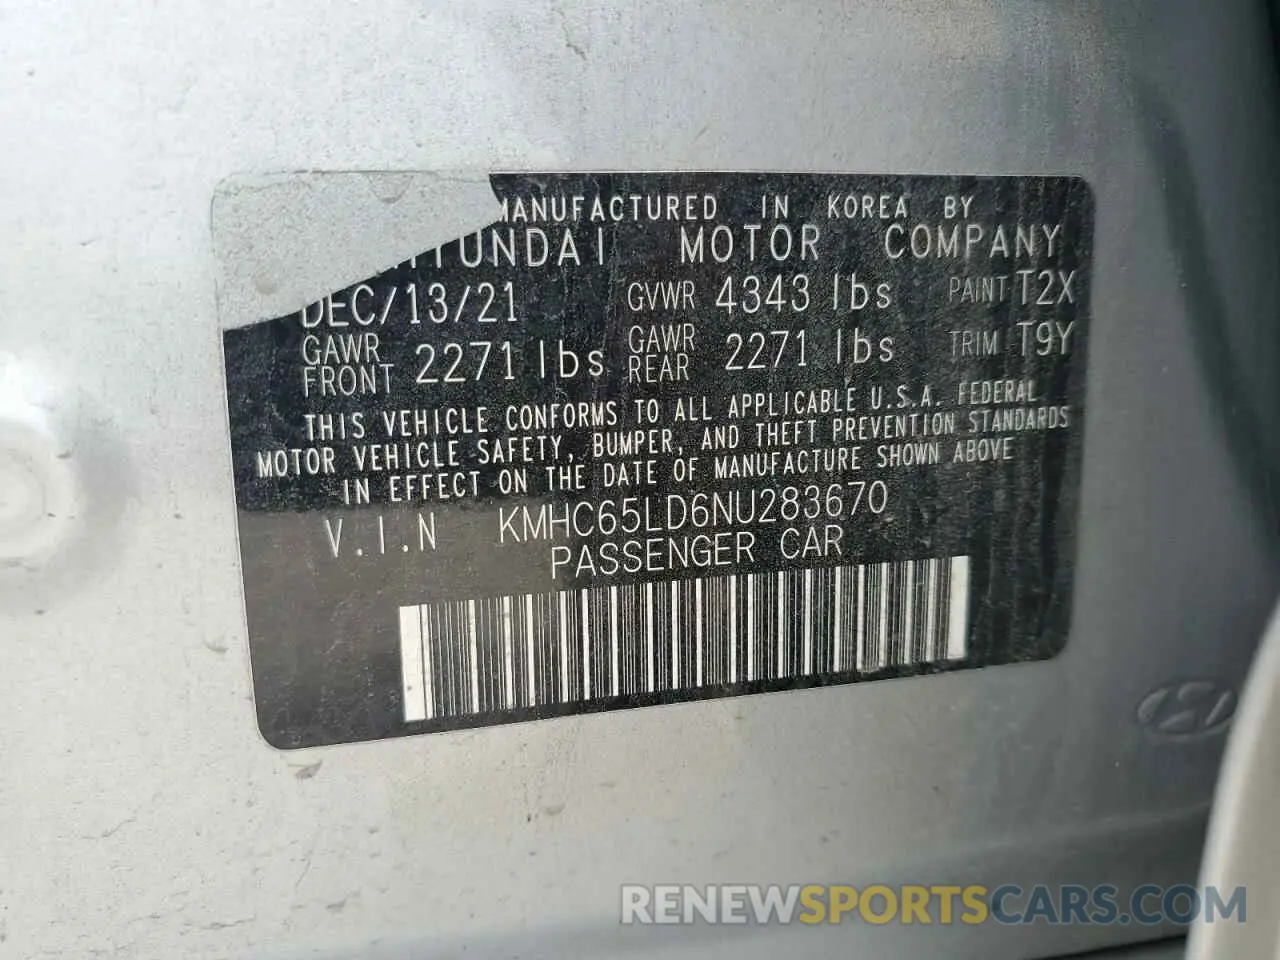 MANUFACTURED IN KOREA BY
HYUNDAI MOTOR COMPANY
DEC/13/21 GVWR 4343 lbs PAINT T2X
GAWR FRONT 2271 lbs GAWR REAR 2271 lbs TRIM T9Y
THIS VEHICLE CONFORMS TO ALL APPLICABLE U.S.A. FEDERAL
MOTOR VEHICLE SAFETY, BUMPER, AND THEFT PREVENTION STANDARDS
IN EFFECT ON THE DATE OF MANUFACTURE SHOWN ABOVE
V.I.N KMHC65LD6NU283670
PASSENGER CAR
RENEWSPORTSCARS.COM